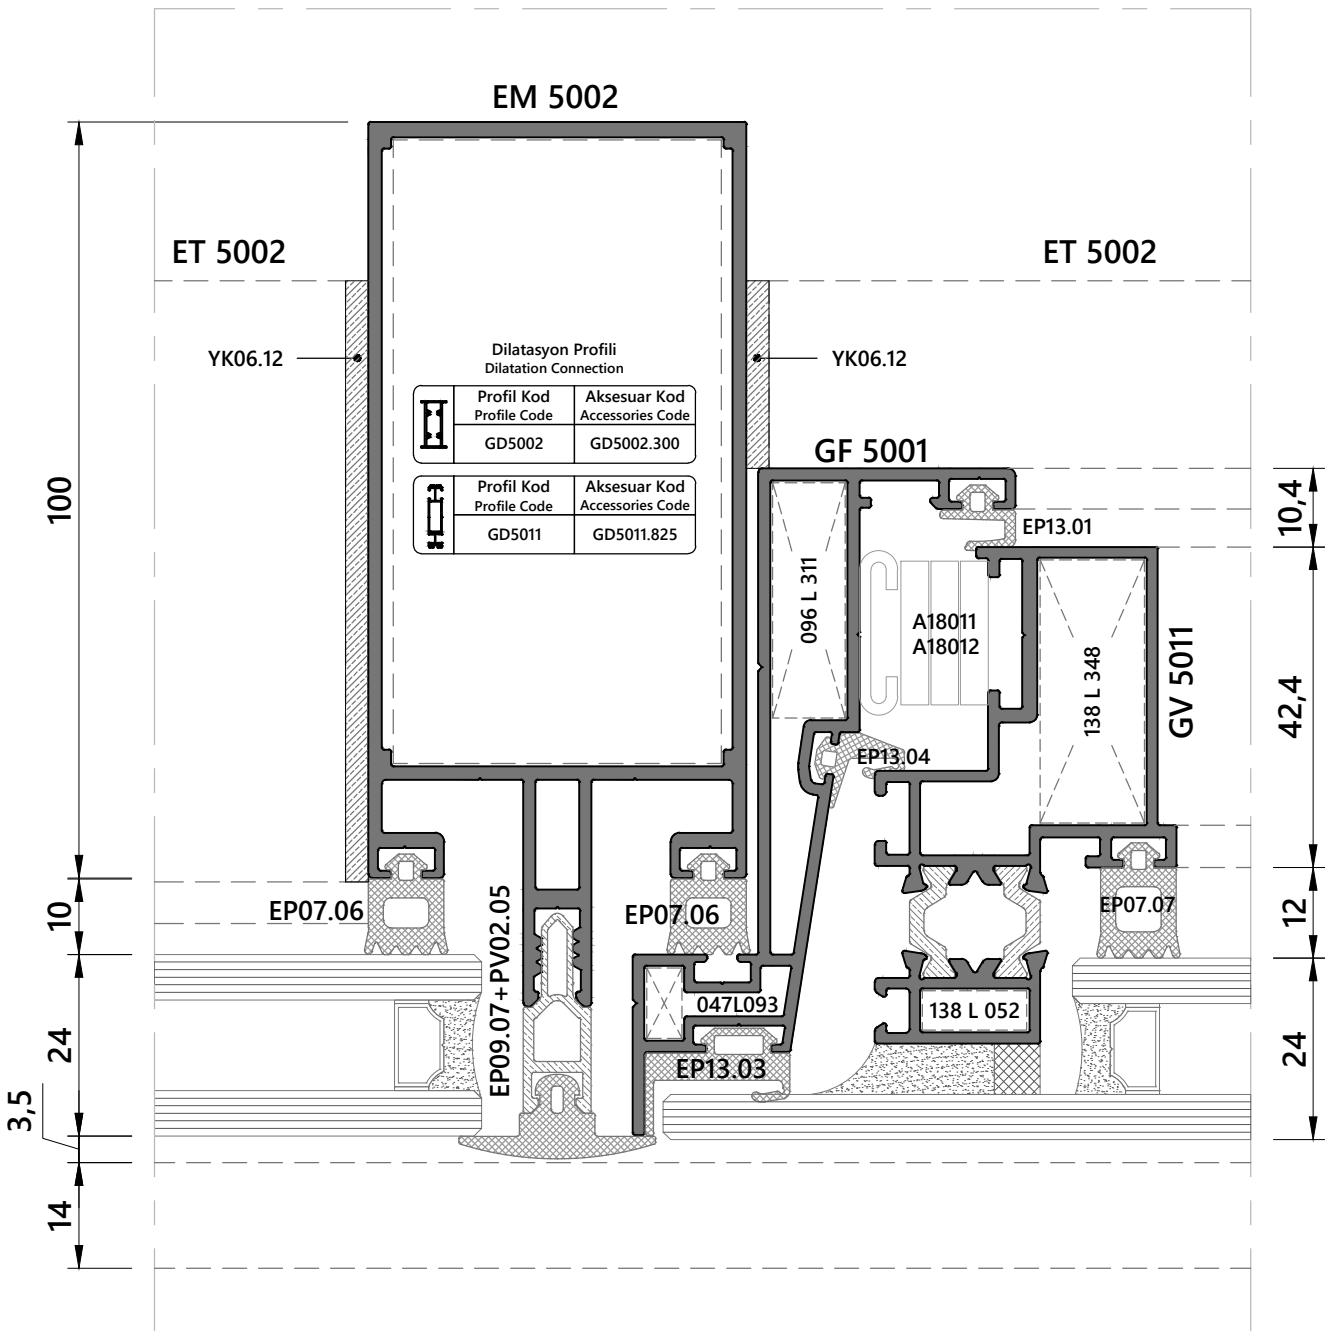 EM 5002
ET 5002
ET 5002
YK06.12
YK06.12
Dilatasyon Profili
Dilatation Connection
Profil Kod
Profile Code
Aksesuar Kod
Accessories Code
GD5002
GD5002.300
Profil Kod
Profile Code
Aksesuar Kod
Accessories Code
GD5011
GD5011.825
GF 5001
EP13.01
096 L 311
A18011
A18012
138 L 348
GV 5011
EP13.04
EP07.06
EP09.07+PV02.05
EP07.06
EP07.07
047L093
138 L 052
EP13.03
100
10
24
3,5
14
10,4
42,4
12
24